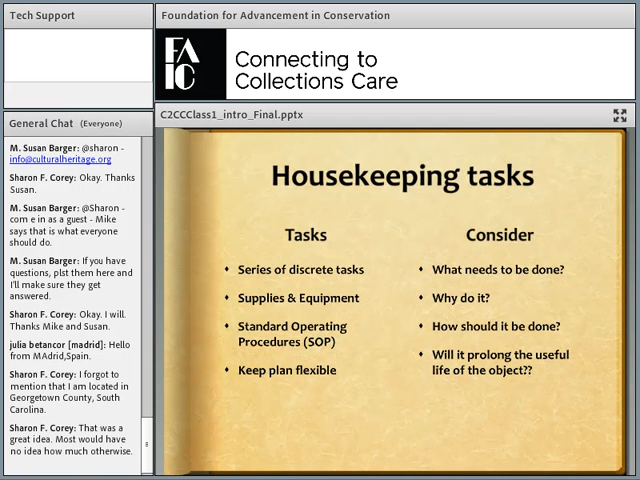 Tech Support
Foundation for Advancement in Conservation
FA
IC
Connecting to
Collections Care
General Chat (Everyone)
M. Susan Barger: @sharon -
info@culturalheritage.org
Sharon F. Corey: Okay. Thanks
Susan.
M. Susan Barger: @Sharon -
com e in as a guest - Mike
says that is what everyone
should do.
M. Susan Barger: If you have
questions, plst them here and
I'll make sure they get
answered.
Sharon F. Corey: Okay. I will.
Thanks Mike and Susan.
julia betancor [madrid]: Hello
from MAdrid,Spain.
Sharon F. Corey: I forgot to
mention that I am located in
Georgetown County, South
Carolina.
Sharon F. Corey: That was a
great idea. Most would have
no idea how much otherwise.
C2CCClass1_intro_Final.pptx
Housekeeping tasks
Tasks
Series of discrete tasks
Supplies & Equipment
Standard Operating
Procedures (SOP)
Keep plan flexible
Consider
What needs to be done?
Why do it?
How should it be done?
Will it prolong the useful
life of the object??